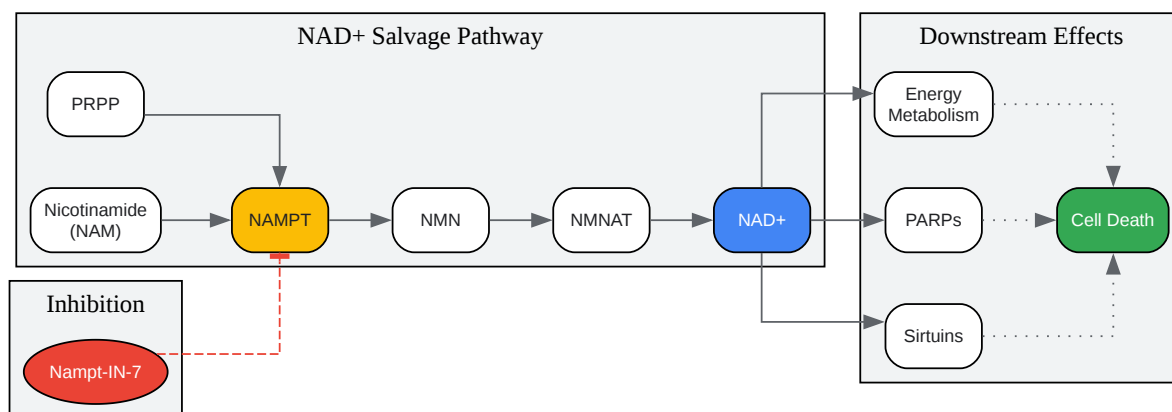 NAD+ Salvage Pathway
PRPP
Nicotinamide
(NAM)
NAMPT
NMN
NMNAT
NAD+
Inhibition
Nampt-IN-7
Downstream Effects
Energy
Metabolism
PARPs
Cell Death
Sirtuins